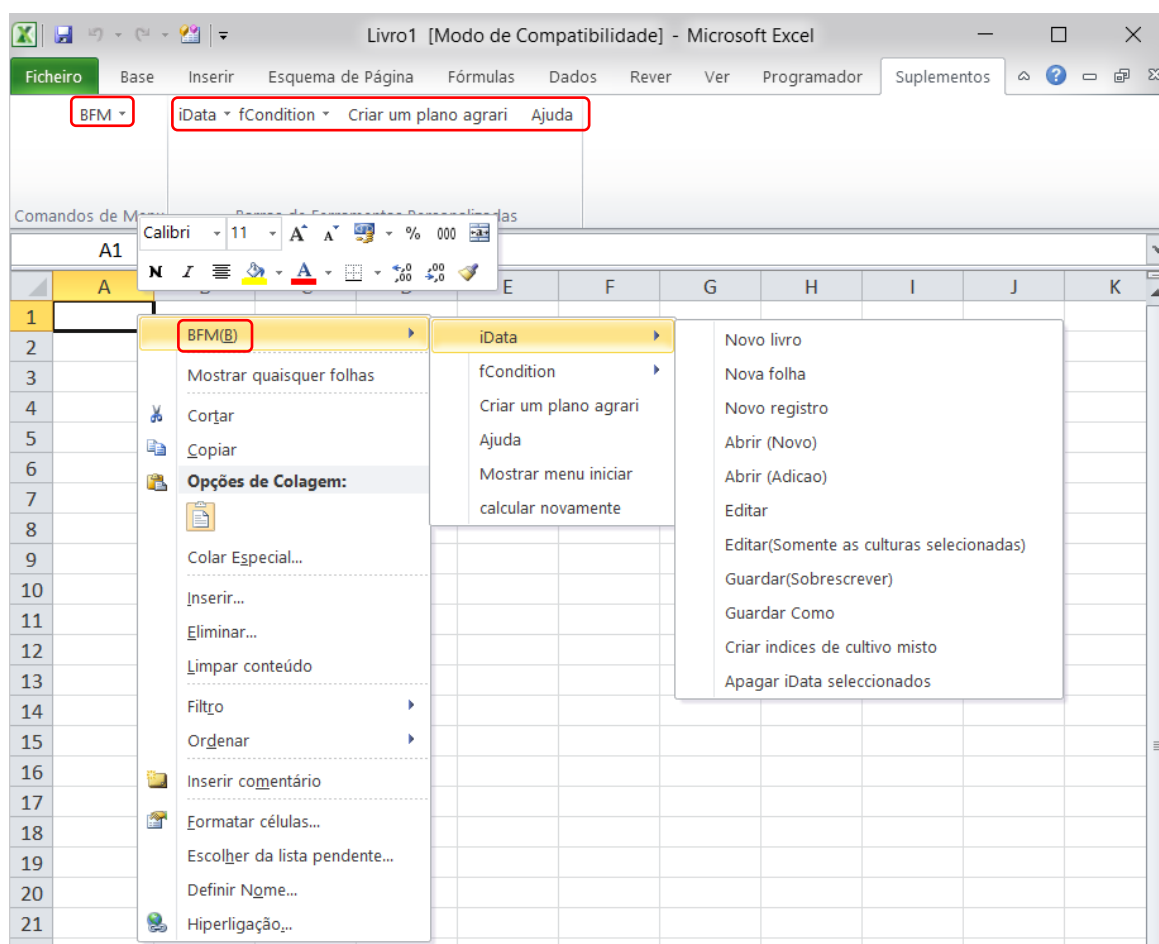 Livro1 [Modo de Compatibilidade] - Microsoft Excel
Ficheiro Base Inserir Esquema de Página Fórmulas Dados Rever Ver Programador Suplementos
BFM iData fCondition Criar um plano agrari Ajuda
Comandos de
Calibri 11 A A % 000
A1
N I A ,00 ,0
A E F G H I J K
1
2
3
4
5
6
7
8
9
10
11
12
13
14
15
16
17
18
19
20
21
BFM(B)
Mostrar quaisquer folhas
Cortar
Copiar
Opções de Colagem:
Colar Especial...
Inserir...
Eliminar...
Limpar conteúdo
Filtro
Ordenar
Inserir comentário
Formatar células...
Escolher da lista pendente...
Definir Nome...
Hiperligação...
iData
fCondition
Criar um plano agrari
Ajuda
Mostrar menu iniciar
calcular novamente
Novo livro
Nova folha
Novo registro
Abrir (Novo)
Abrir (Adicao)
Editar
Editar(Somente as culturas selecionadas)
Guardar(Sobrescrever)
Guardar Como
Criar indices de cultivo misto
Apagar iData seleccionados